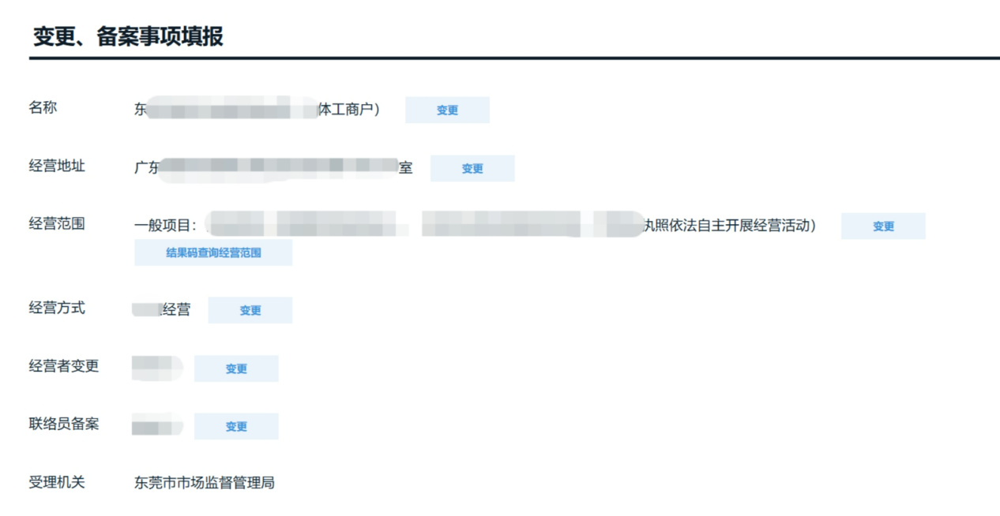 变更、备案事项填报
名称 东 体工商户） 变更
经营地址 广东 室 变更
经营范围 一般项目： 执照依法自主开展经营活动） 变更
结果码查询经营范围
经营方式 经营 变更
经营者变更 变更
联络员备案 变更
受理机关 东莞市市场监督管理局